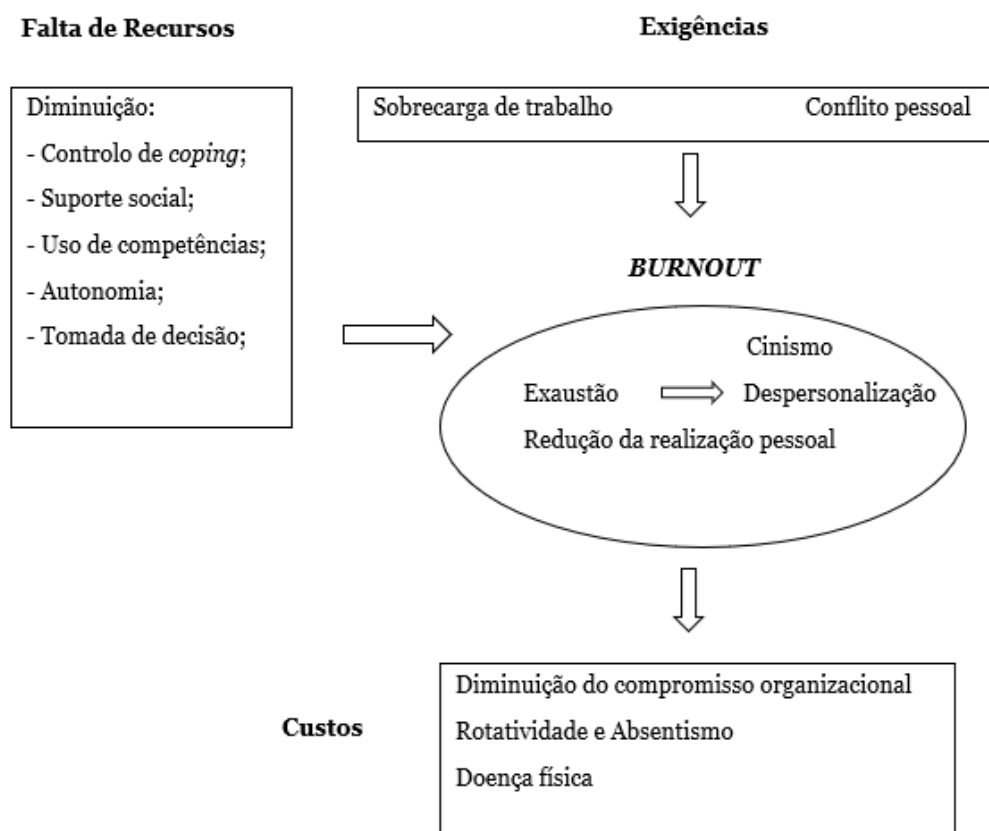 Falta de Recursos
Exigências
Diminuição:
- Controlo de coping;
- Suporte social;
- Uso de competências;
- Autonomia;
- Tomada de decisão;
Sobrecarga de trabalho
Conflito pessoal
BURNOUT
Cinismo
Exaustão
Despersonalização
Redução da realização pessoal
Custos
Diminuição do compromisso organizacional
Rotatividade e Absentismo
Doença física